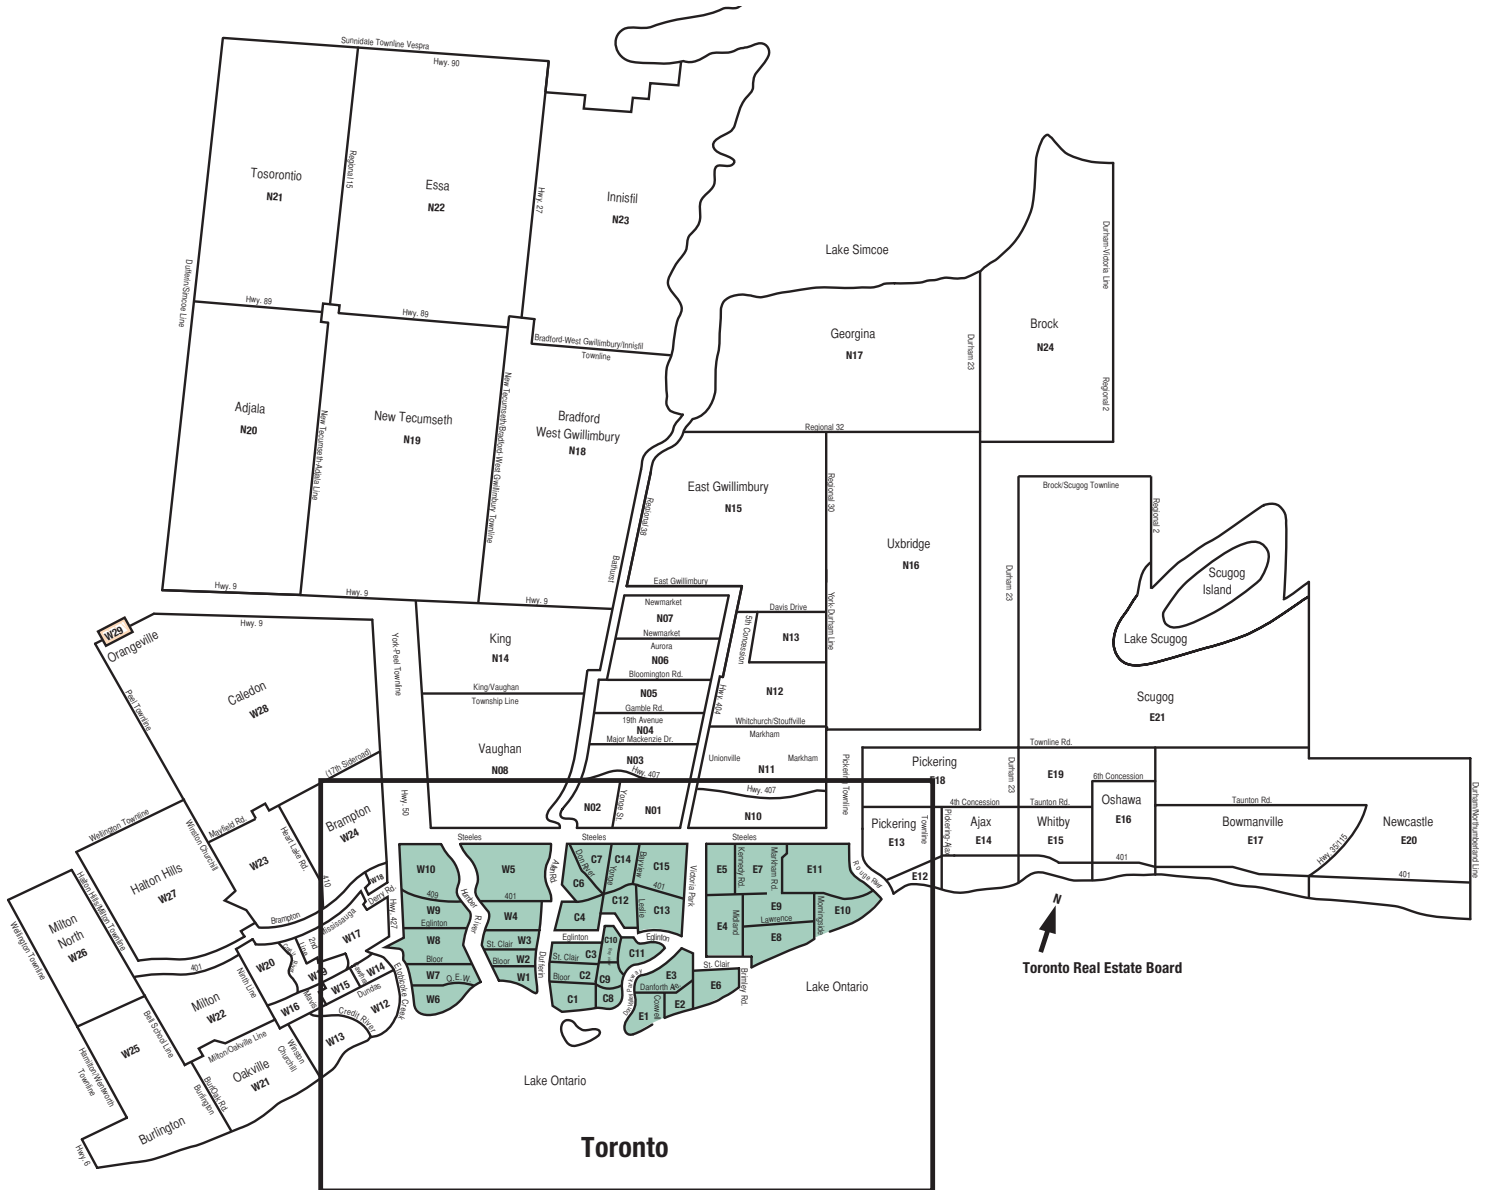 Sunnidale Townline Vespra
Hwy. 90
Tosorontio
N21
Regional 15
Essa
N22
Hwy. 27
Innisfil
N23
Lake Simcoe
Durham-Victoria Line
Dufferin/Simcoe Line
Hwy. 89
Hwy. 89
Bradford-West Gwillimbury/Innisfil
Townline
Georgina
N17
Durham 23
Brock
N24
Regional 2
Adjala
N20
New Tecumseth-Adjala Line
New Tecumseth
N19
New Tecumseth/Bradford-West Gwillimbury Townline
Bradford
West Gwillimbury
N18
Regional 32
Regional 38
East Gwillimbury
N15
Regional 30
Uxbridge
N16
Brock/Scugog Townline
Regional 2
Durham 23
Scugog
Island
Lake Scugog
Scugog
E21
Hwy. 9
Hwy. 9
Hwy. 9
Bathurst
East Gwillimbury
Newmarket
N07
Newmarket
Aurora
N06
Bloomington Rd.
N05
Gamble Rd.
19th Avenue
N04
Major Mackenzie Dr.
N03
Hwy. 407
Davis Drive
5th Concession
N13
York-Durham Line
N12
Hwy. 404
Whitchurch/Stouffville
Markham
Unionville
Markham
N11
Hwy. 407
N10
N02
Yonge St.
N01
W29
Orangeville
Hwy. 9
Peel Townline
Caledon
W28
York-Peel Townline
King
N14
King/Vaughan
Township Line
Vaughan
N08
(17th Sideroad)
Hwy. 50
Townline Rd.
Pickering
E18
Pickering Townline
Durham 23
E19
6th Concession
4th Concession
Taunton Rd.
Oshawa
E16
Taunton Rd.
Pickering
E13
Townline
Pickering-Ajax
Ajax
E14
Whitby
E15
Bowmanville
E17
Hwy. 35/115
Newcastle
E20
Durham/Northumberland Line
401
401
E12
Rouge River
Wellington Townline
Winston Churchill
Mayfield Rd.
Heart Lake Rd.
Brampton
W24
W23
410
Halton Hills
W27
Halton Hills/Milton Townline
Milton
North
W26
Wellington Townline
Brampton
W18
Derry Rd.
Mississauga
W17
Hwy. 427
401
Ninth Line
W20
2nd
Line
W19
W15
W14
Dundas
W16
W12
Credit River
W13
Etobicoke Creek
Milton
W22
Milton/Oakville Line
Winston
Churchill
Oakville
W21
W25
Bell School Line
Hamilton/Wentworth
Townline
BurlOak Rd.
Burlington
Burlington
Hwy. 6
Steeles
Steeles
Steeles
W10
409
W9
Eglinton
W8
Bloor
W7
Q.E.W.
W6
Humber
River
W5
401
W4
W3
St. Clair
W2
Bloor
W1
Allen Rd.
Dufferin
C7
Don River
C6
C14
Yonge
Bayview
C15
401
C12
Leslie
C13
C4
Eglinton
C10
Eglinton
C11
St. Clair
C3
Bloor
C2
C9
C1
C8
Victoria Park
E5
Kennedy Rd.
E7
Markham Rd.
E11
E9
Lawrence
E8
Morningside
E10
E4
Midland
St. Clair
E3
Danforth Av.
Coxwell
E1
E2
E6
Brimley Rd.
Lake Ontario
Lake Ontario
N
Toronto Real Estate Board
Toronto